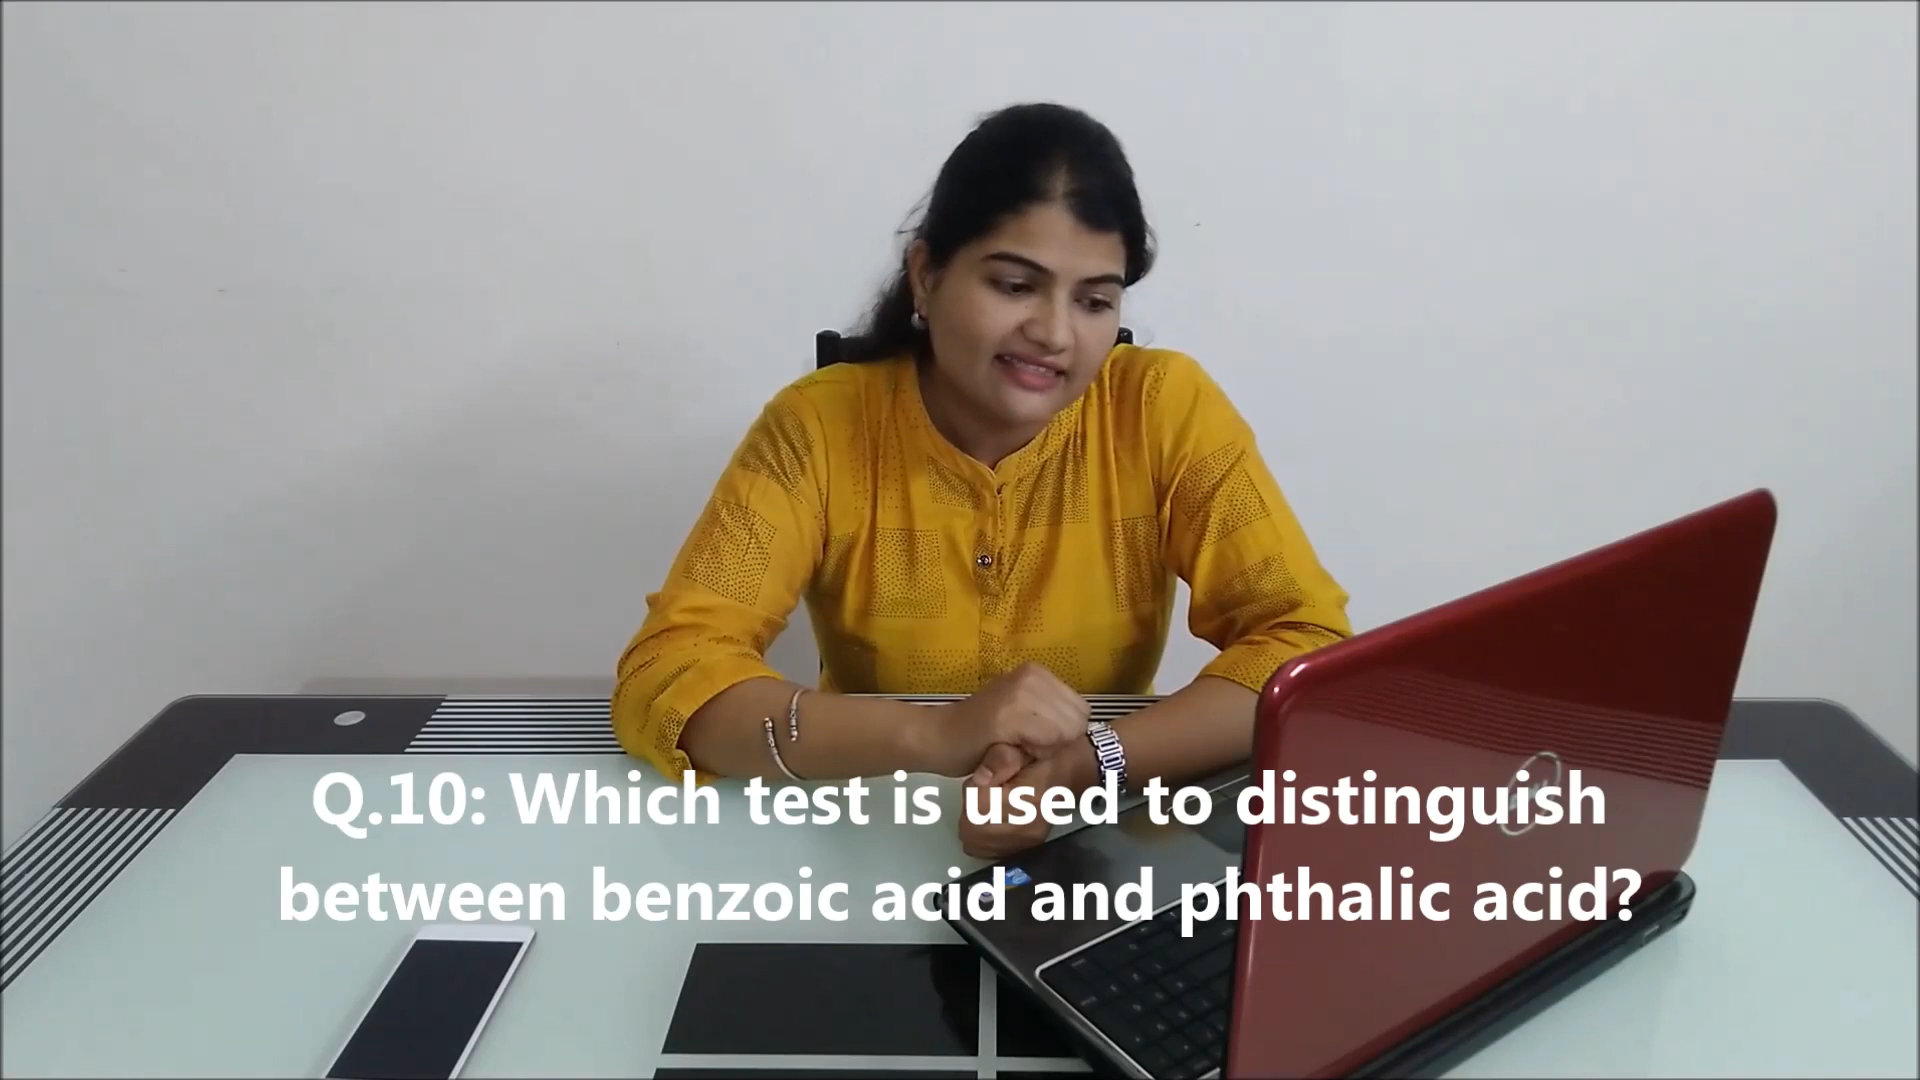 Q.10: Which test is used to distinguish
between benzoic acid and phthalic acid?